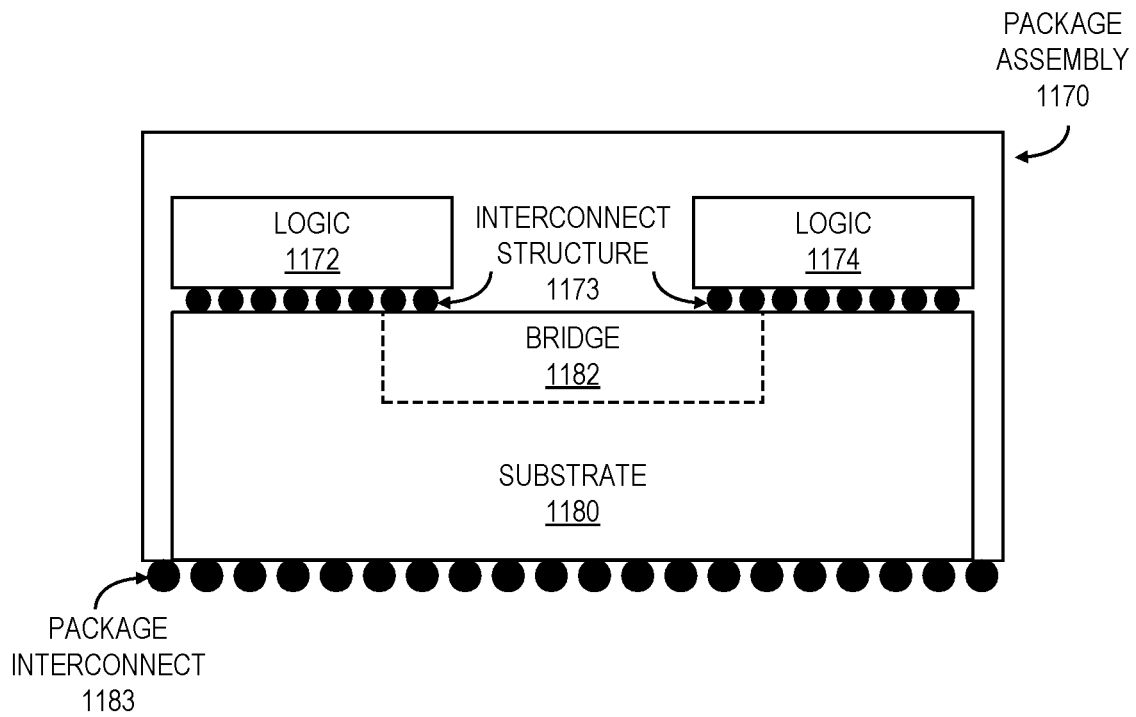 PACKAGE
ASSEMBLY
1170
LOGIC
1172
INTERCONNECT
STRUCTURE
1173
LOGIC
1174
BRIDGE
1182
SUBSTRATE
1180
PACKAGE
INTERCONNECT
1183